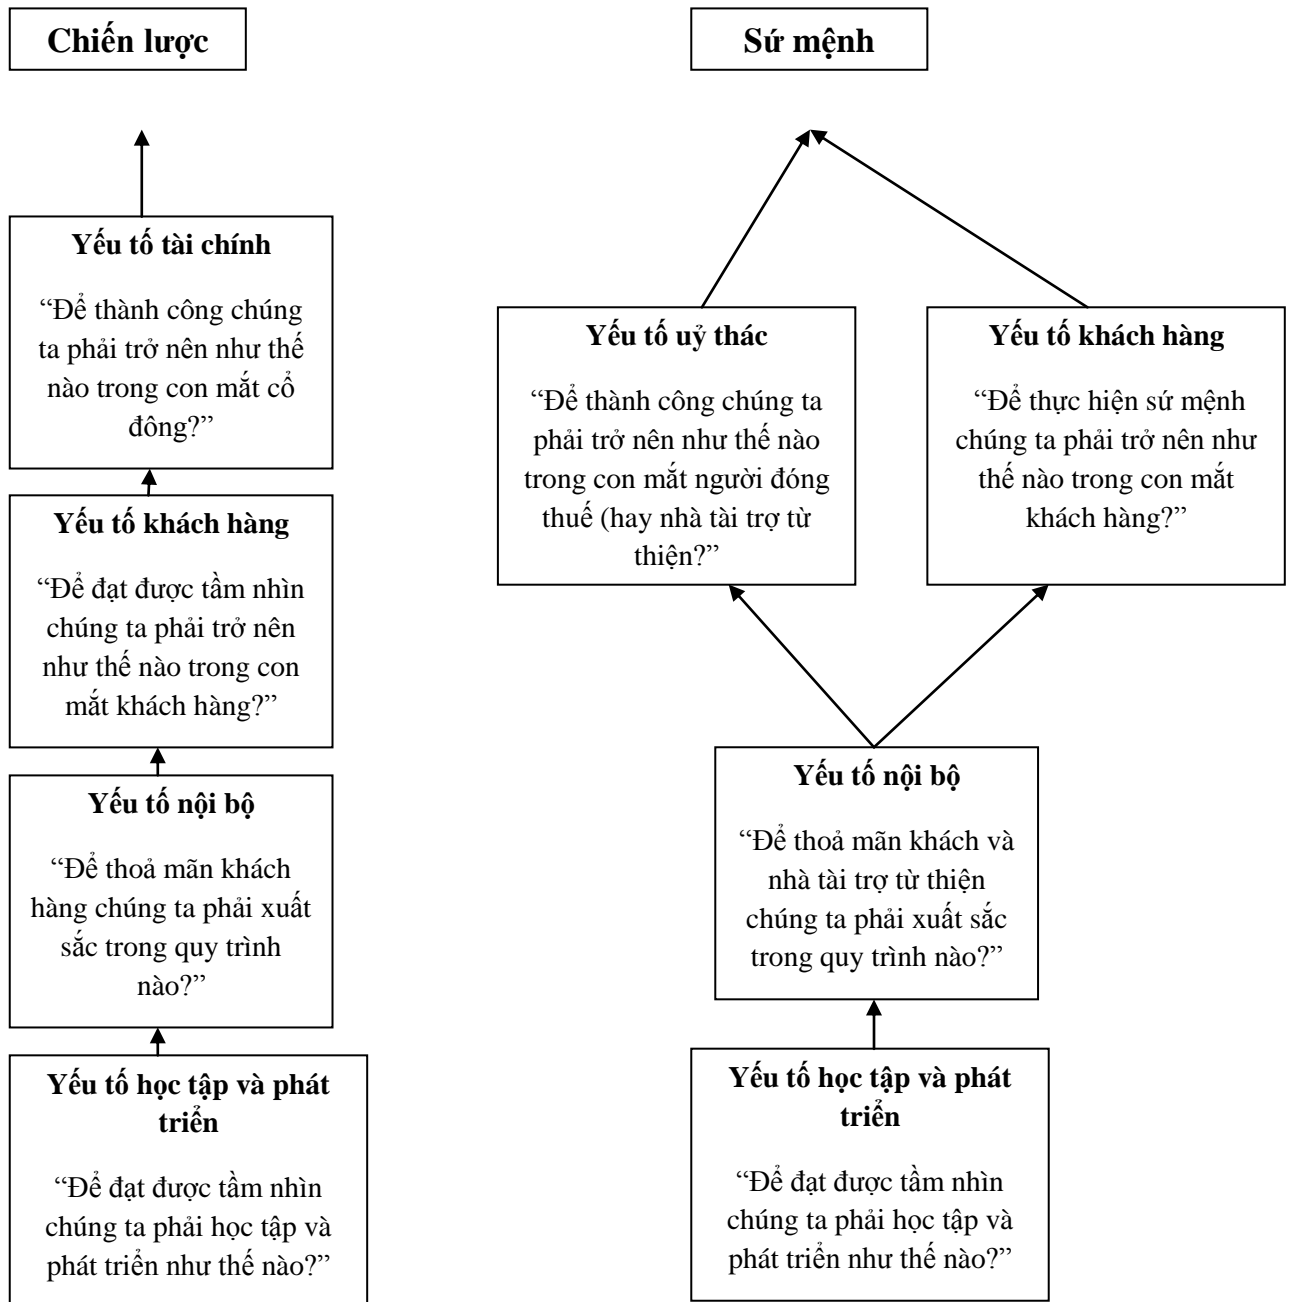 Chiến lược
Yếu tố tài chính
“Để thành công chúng
ta phải trở nên như thế
nào trong con mắt cổ
đông?”
Yếu tố khách hàng
“Để đạt được tầm nhìn
chúng ta phải trở nên
như thế nào trong con
mắt khách hàng?”
Yếu tố nội bộ
“Để thoả mãn khách
hàng chúng ta phải xuất
sắc trong quy trình
nào?”
Yếu tố học tập và phát
triển
“Để đạt được tầm nhìn
chúng ta phải học tập và
phát triển như thế nào?”
Sứ mệnh
Yếu tố uỷ thác
“Để thành công chúng ta
phải trở nên như thế nào
trong con mắt người đóng
thuế (hay nhà tài trợ từ
thiện?”
Yếu tố khách hàng
“Để thực hiện sứ mệnh
chúng ta phải trở nên như
thế nào trong con mắt
khách hàng?”
Yếu tố nội bộ
“Để thoả mãn khách và
nhà tài trợ từ thiện
chúng ta phải xuất sắc
trong quy trình nào?”
Yếu tố học tập và phát
triển
“Để đạt được tầm nhìn
chúng ta phải học tập và
phát triển như thế nào?”